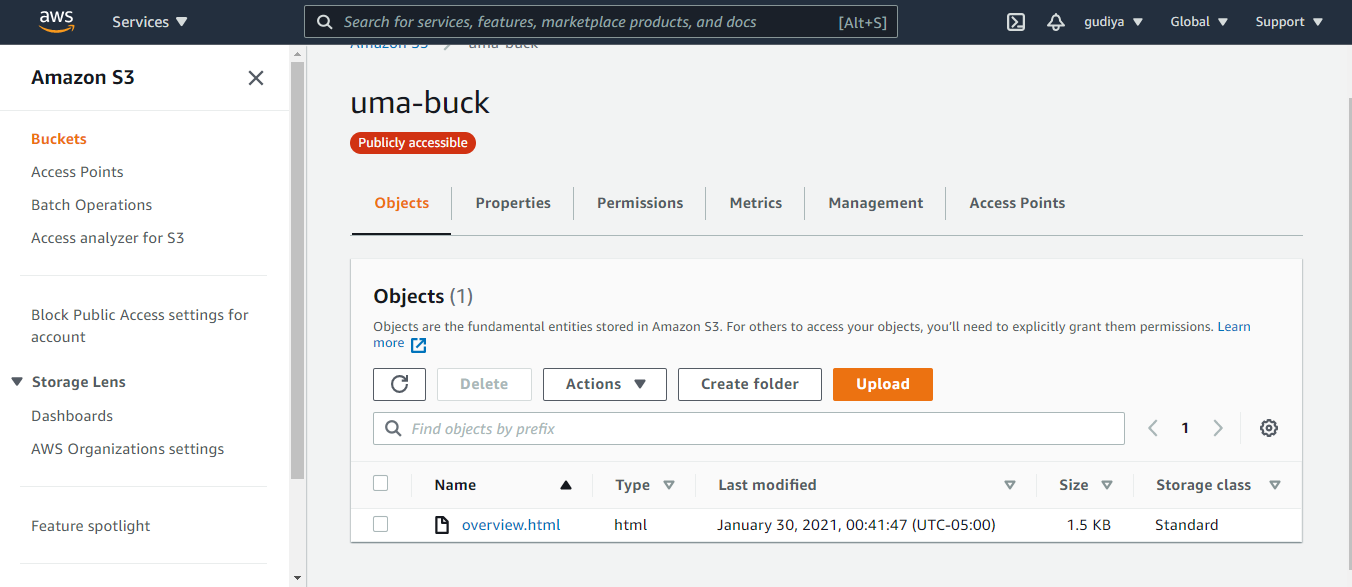 aws
Services
Search for services, features, marketplace products, and docs
[Alt+S]
gudiya
Global
Support
Amazon S3
Buckets
Access Points
Batch Operations
Access analyzer for S3
Block Public Access settings for
account
Storage Lens
Dashboards
AWS Organizations settings
Feature spotlight
Amazon S3
uma-buck
uma-buck
Publicly accessible
Objects
Properties
Permissions
Metrics
Management
Access Points
Objects (1)
Objects are the fundamental entities stored in Amazon S3. For others to access your objects, you'll need to explicitly grant them permissions. Learn
more
Delete
Actions
Create folder
Upload
Find objects by prefix
1
Name
Type
Last modified
Size
Storage class
overview.html
html
January 30, 2021, 00:41:47 (UTC-05:00)
1.5 KB
Standard